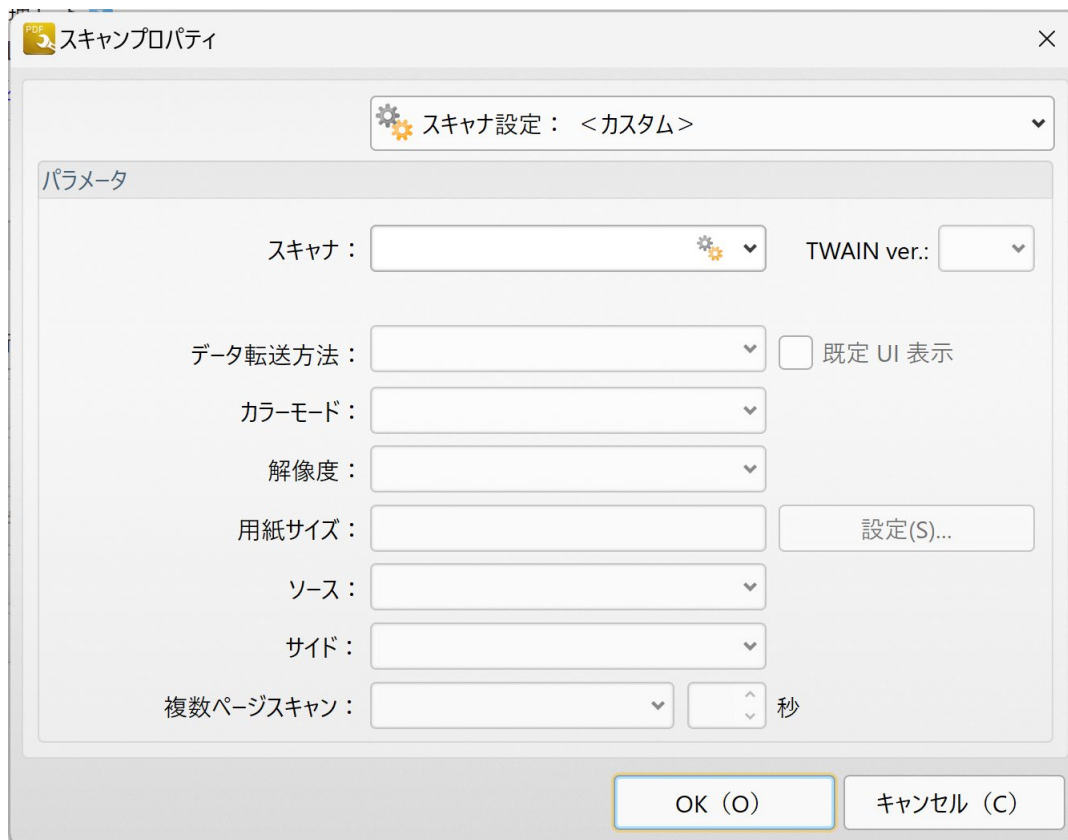 PDF
スキャンプロパティ
スキャナ設定： ＜カスタム＞
パラメータ
スキャナ：
TWAIN ver.:
データ転送方法：
既定 UI 表示
カラーモード：
解像度：
用紙サイズ：
設定(S)...
ソース：
サイド：
複数ページスキャン：
秒
OK（O）
キャンセル（C）